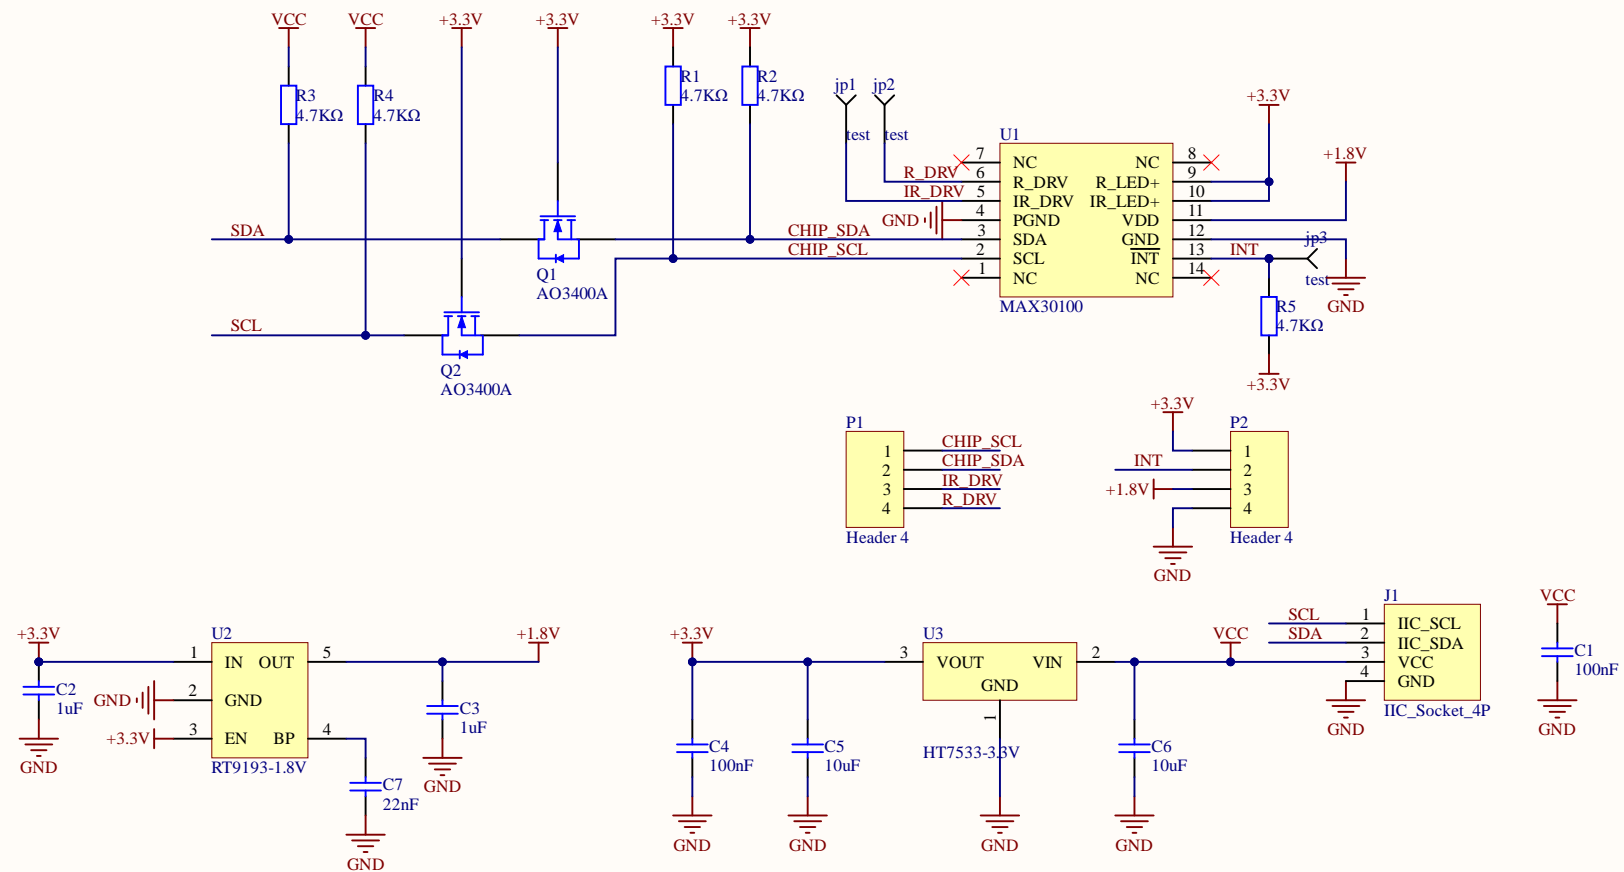 VCC
VCC
+3.3V
+3.3V
+3.3V
+3.3V
R3
4.7KΩ
R4
4.7KΩ
R1
4.7KΩ
R2
4.7KΩ
jp1
jp2
test
test
SDA
SCL
Q1
AO3400A
Q2
AO3400A
CHIP_SDA
CHIP_SCL
R_DRV
IR_DRV
GND
U1
7 NC NC 8
6 R_DRV R_LED+ 9
5 IR_DRV IR_LED+ 10
4 PGND VDD 11
3 SDA GND 12
2 SCL INT 13
1 NC NC 14
MAX30100
+3.3V
+1.8V
INT
jp3
test
GND
R5
4.7KΩ
+3.3V
P1
1 CHIP_SCL
2 CHIP_SDA
3 IR_DRV
4 R_DRV
Header 4
+3.3V
P2
1
INT 2
+1.8V 3
4
Header 4
GND
+3.3V
U2
1 IN OUT 5
2 GND
3 EN BP 4
RT9193-1.8V
+1.8V
C2
1uF
GND
GND
+3.3V
C3
1uF
GND
C7
22nF
GND
+3.3V
U3
3 VOUT VIN 2
GND
1
HT7533-3.3V
C4
100nF
GND
C5
10uF
GND
GND
C6
10uF
GND
VCC
J1
SCL 1 IIC_SCL
SDA 2 IIC_SDA
3 VCC
4 GND
IIC_Socket_4P
GND
VCC
C1
100nF
GND